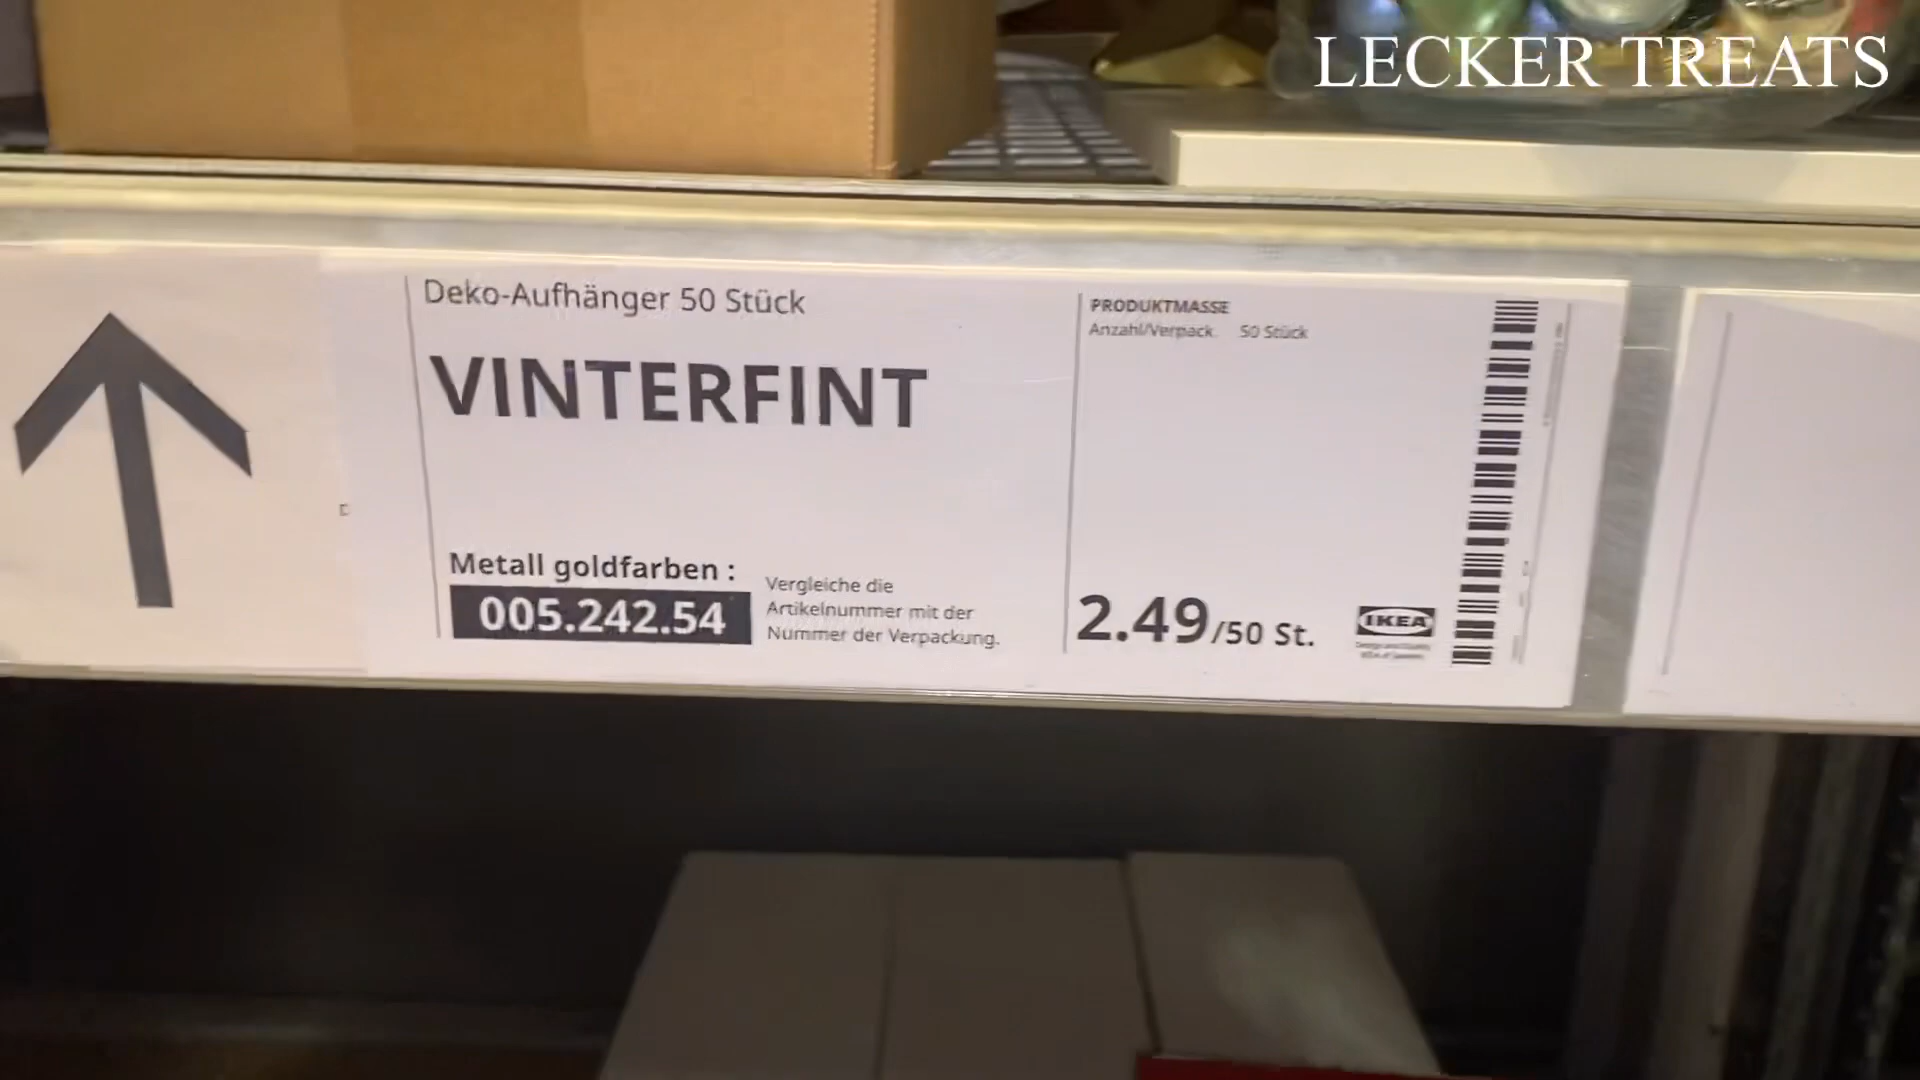 LECKER TREATS
Deko-Aufhänger 50 Stück
VINTERFINT
Metall goldfarben :
005.242.54
Vergleiche die
Artikelnummer mit der
Nummer der Verpackung.
PRODUKTMASSE
Anzahl/Verpack. 50 Stück
2.49/50 St.
IKEA